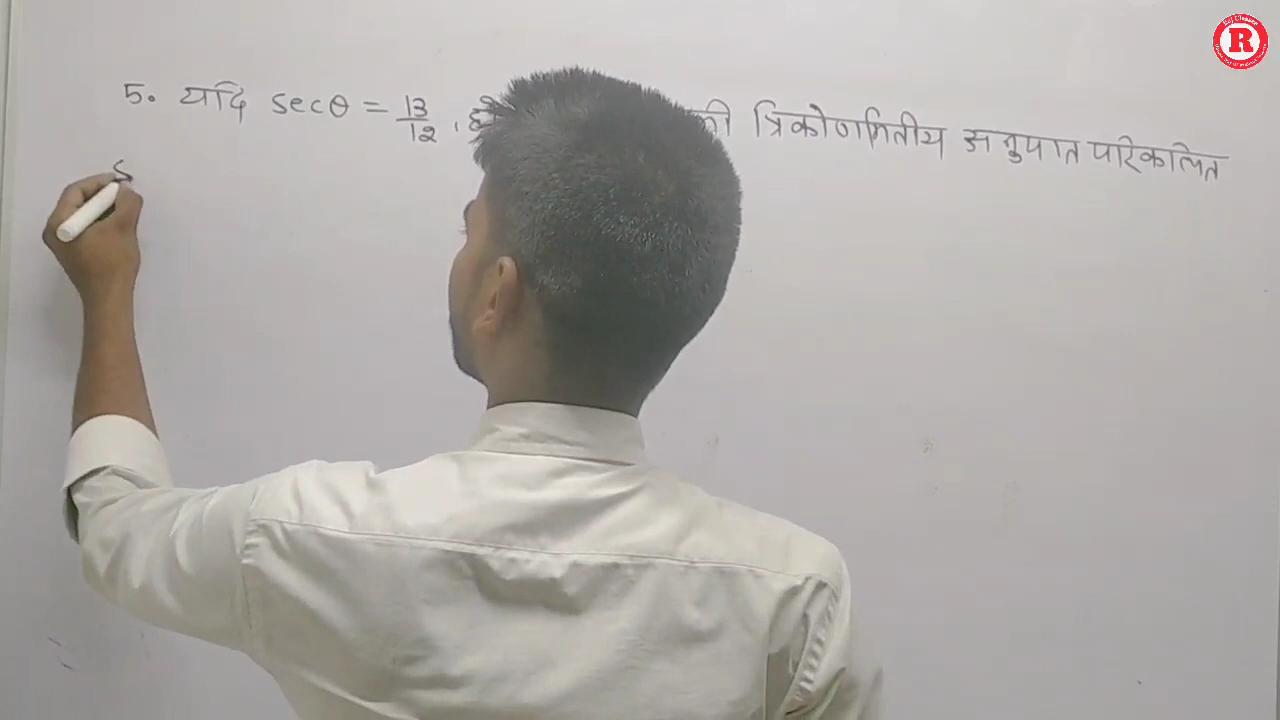 5. यदि secθ = 13/12, हो की त्रिकोणमितीय अनुपात परिकलित
S
R